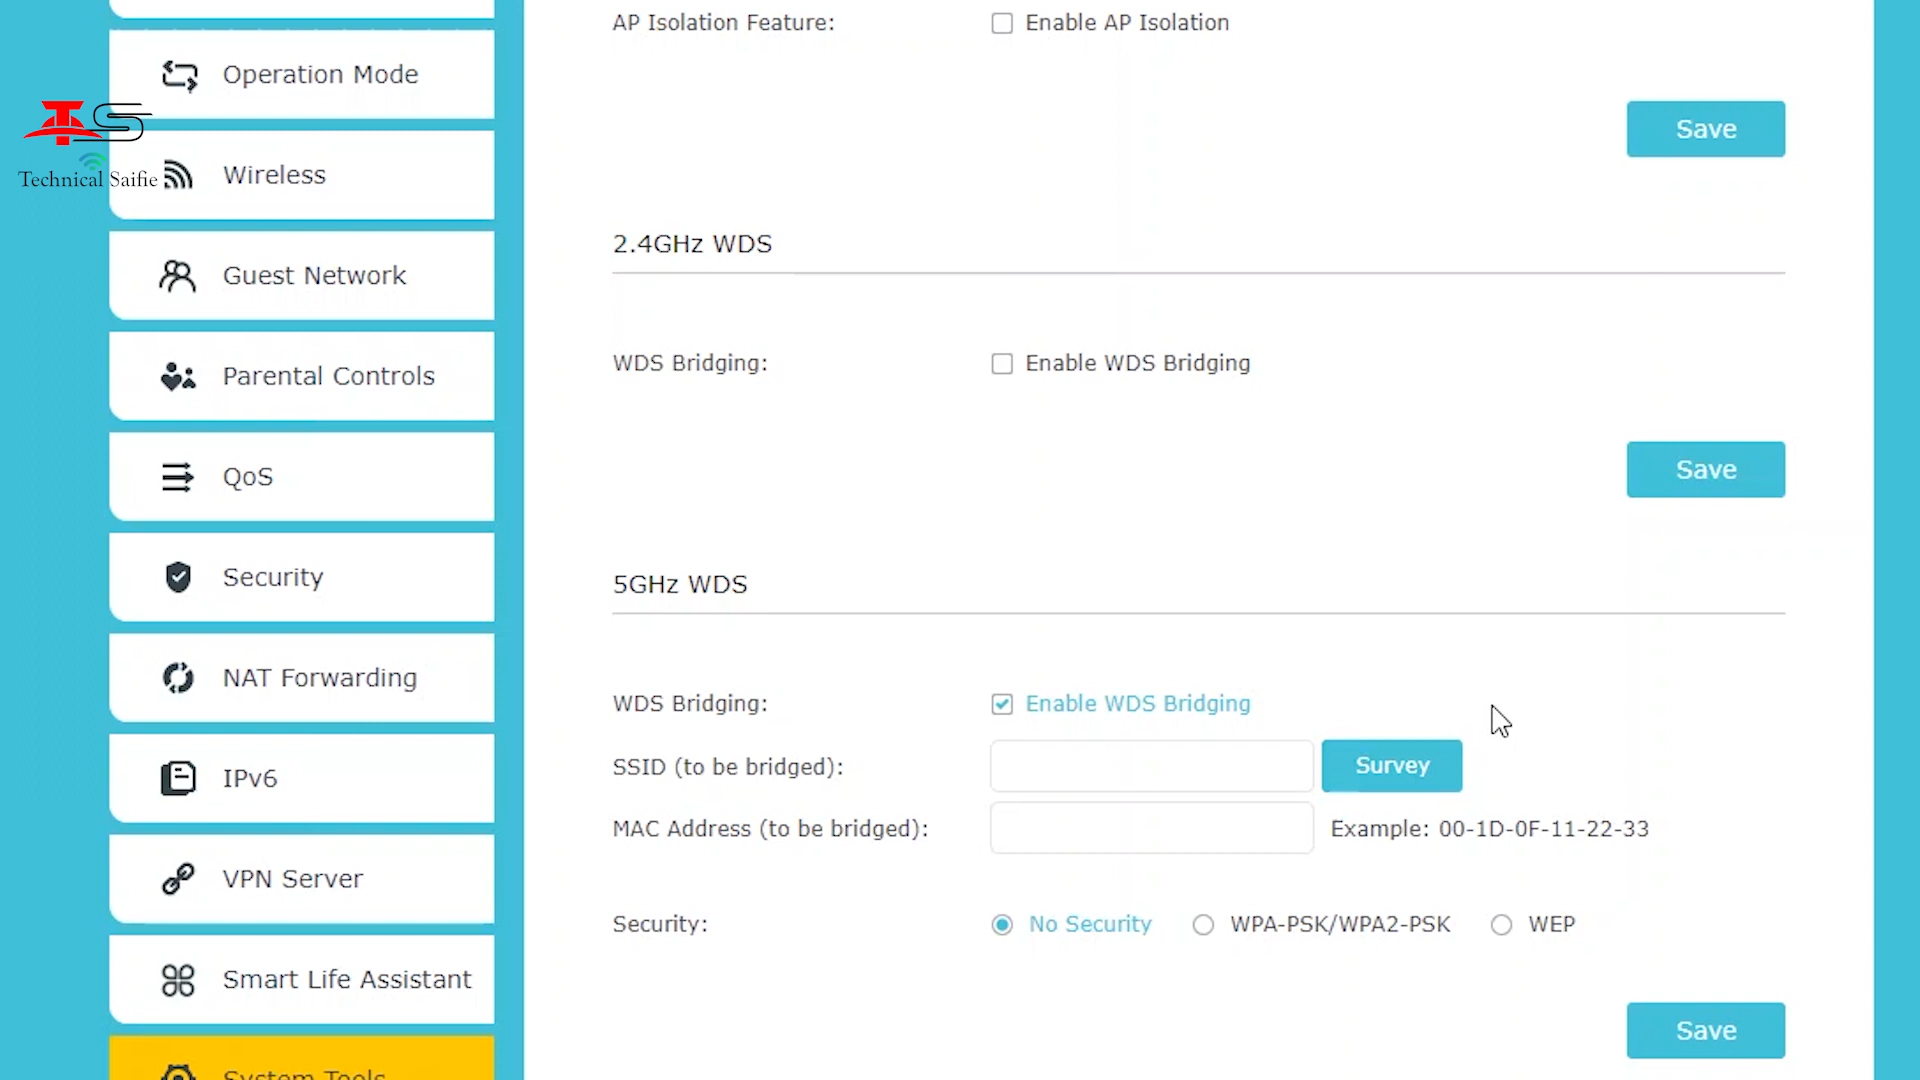 AP Isolation Feature: Enable AP Isolation
Operation Mode
TS
Technical Saifie
Save
Wireless
2.4GHz WDS
Guest Network
WDS Bridging: Enable WDS Bridging
Parental Controls
Save
QoS
Security
5GHz WDS
NAT Forwarding
WDS Bridging: Enable WDS Bridging
SSID (to be bridged): Survey
IPv6
MAC Address (to be bridged): Example: 00-1D-0F-11-22-33
VPN Server
Security: No Security WPA-PSK/WPA2-PSK WEP
Smart Life Assistant
Save
System Tools